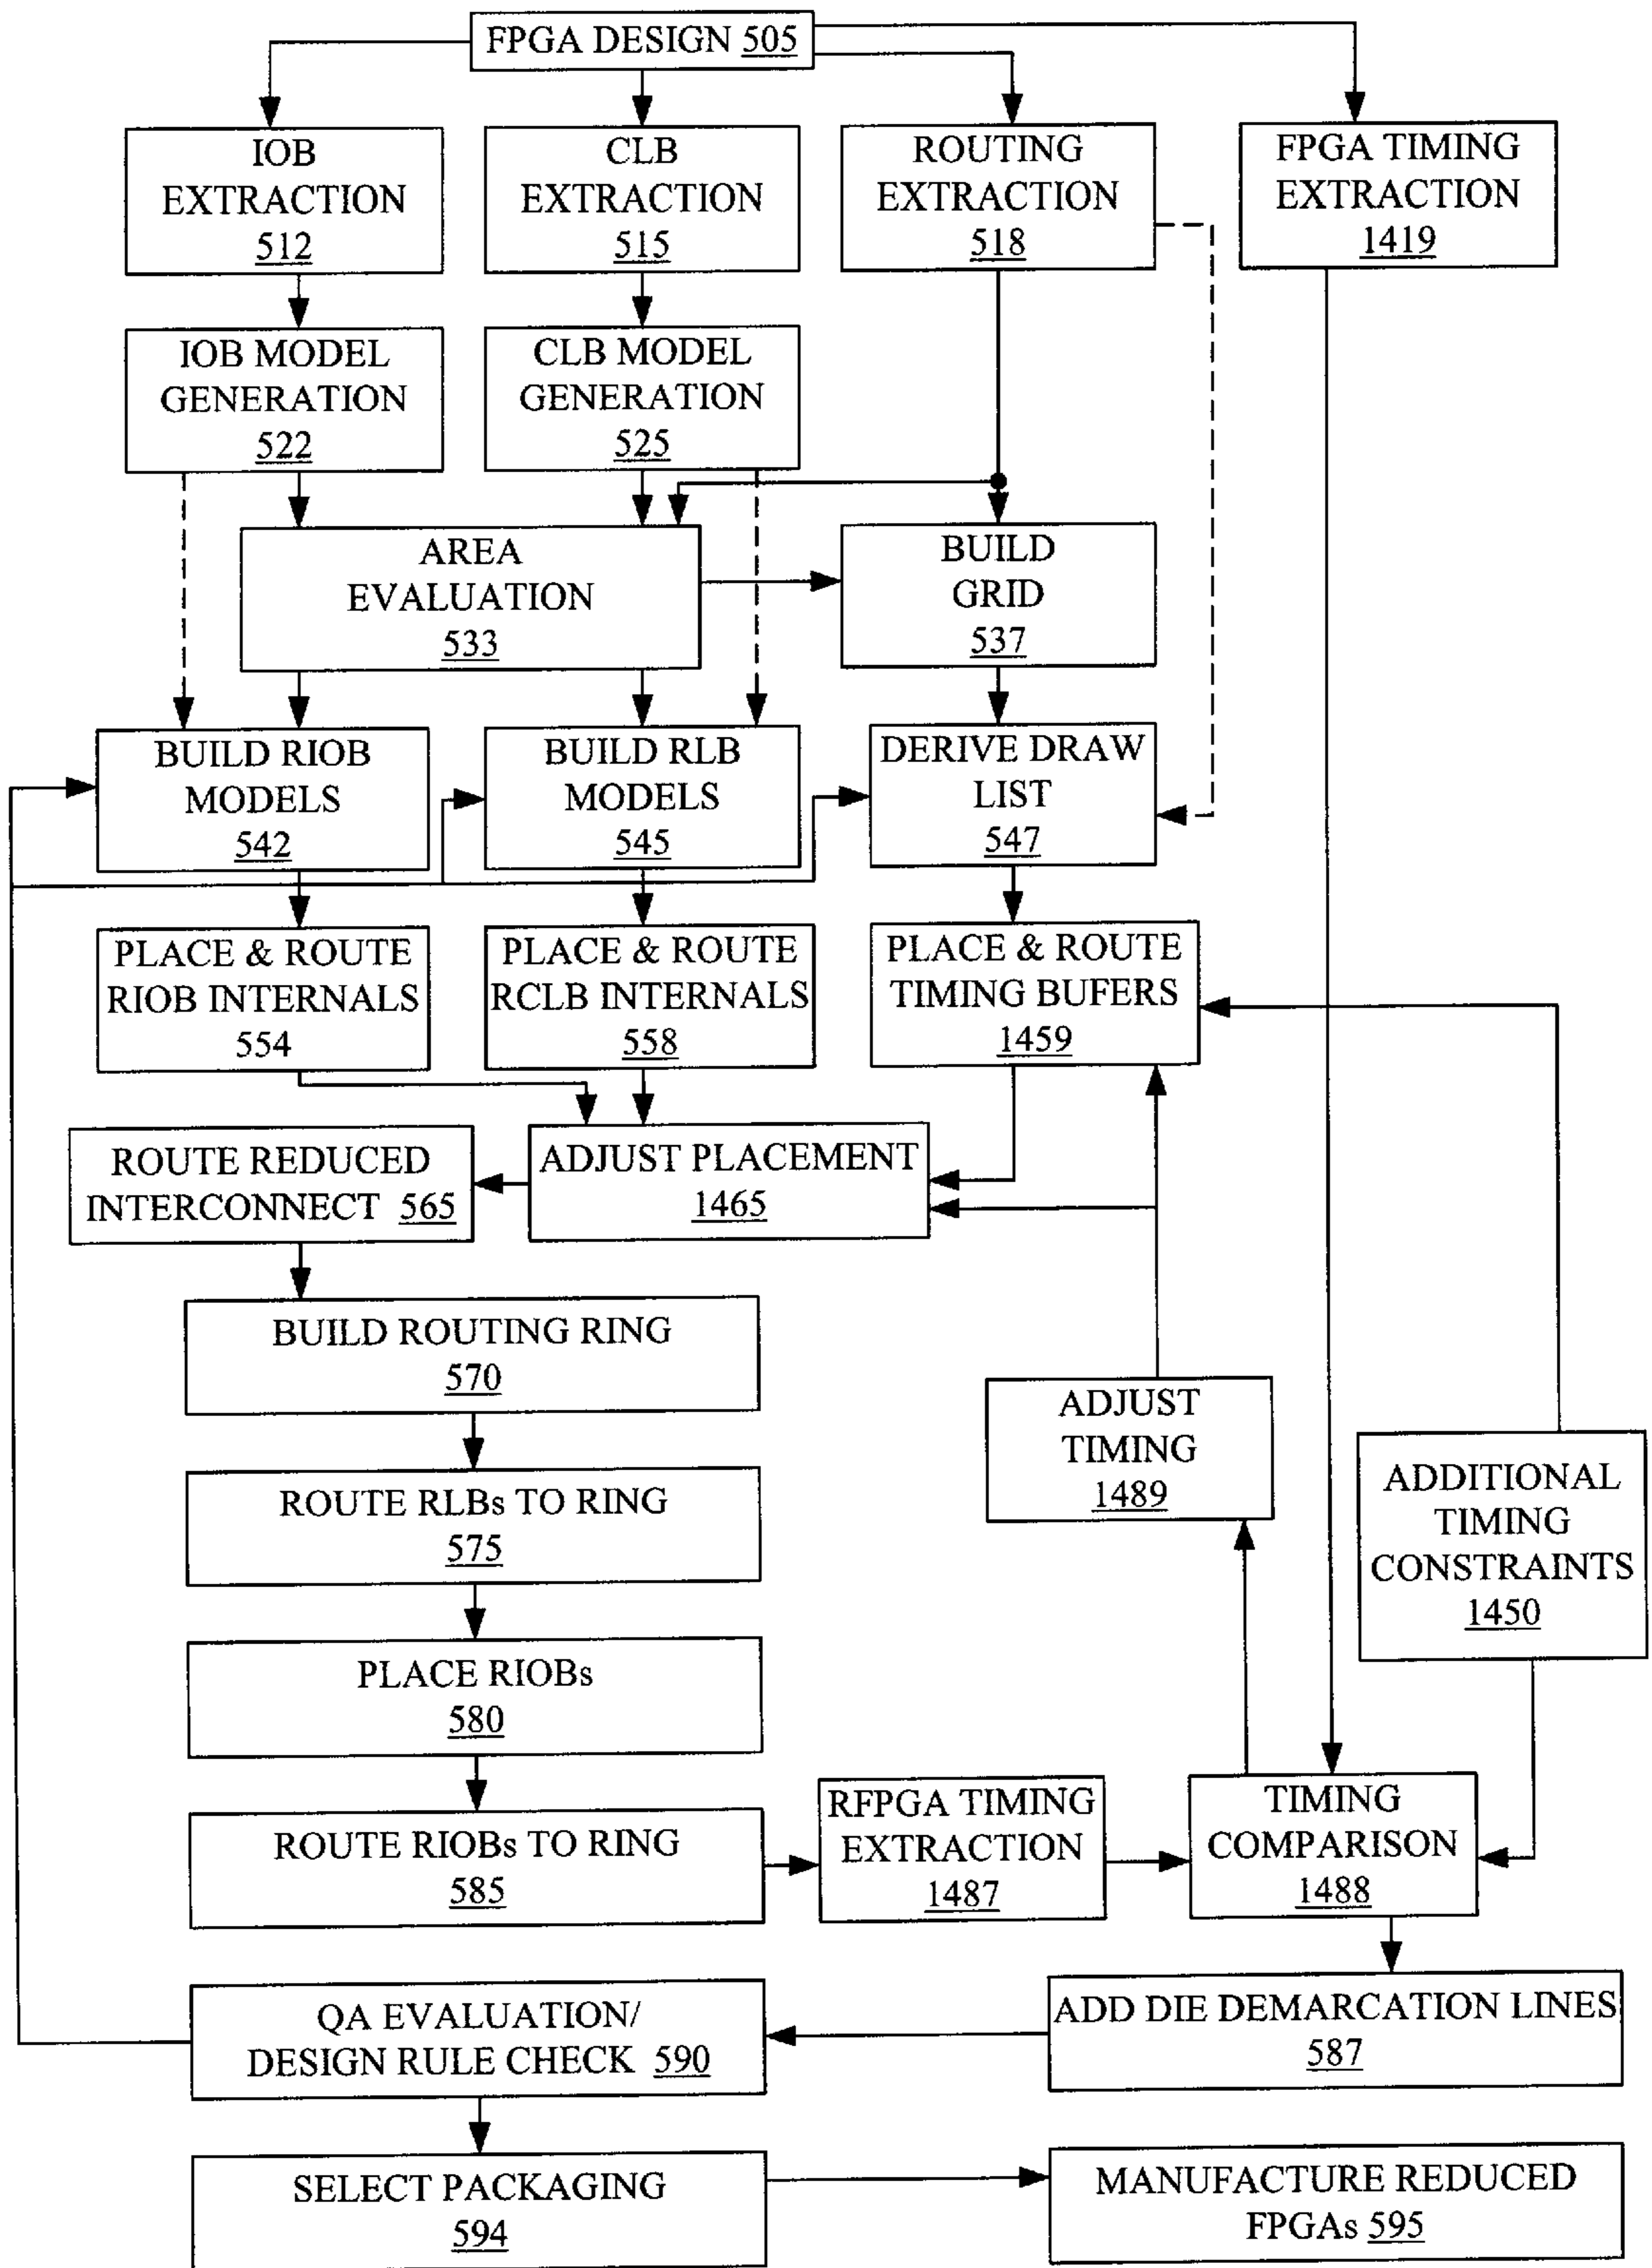 FPGA DESIGN 505
IOB
EXTRACTION
512
CLB
EXTRACTION
515
ROUTING
EXTRACTION
518
FPGA TIMING
EXTRACTION
1419
IOB MODEL
GENERATION
522
CLB MODEL
GENERATION
525
AREA
EVALUATION
533
BUILD
GRID
537
BUILD RIOB
MODELS
542
BUILD RLB
MODELS
545
DERIVE DRAW
LIST
547
PLACE & ROUTE
RIOB INTERNALS
554
PLACE & ROUTE
RCLB INTERNALS
558
PLACE & ROUTE
TIMING BUFERS
1459
ROUTE REDUCED
INTERCONNECT 565
ADJUST PLACEMENT
1465
BUILD ROUTING RING
570
ADJUST
TIMING
1489
ADDITIONAL
TIMING
CONSTRAINTS
1450
ROUTE RLBs TO RING
575
PLACE RIOBs
580
ROUTE RIOBs TO RING
585
RFPGA TIMING
EXTRACTION
1487
TIMING
COMPARISON
1488
QA EVALUATION/
DESIGN RULE CHECK 590
ADD DIE DEMARCATION LINES
587
SELECT PACKAGING
594
MANUFACTURE REDUCED
FPGAs 595